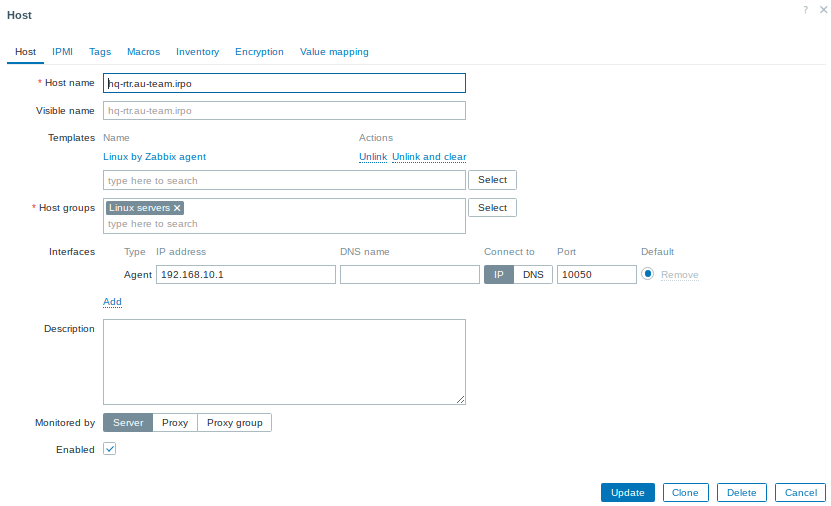 Host
? ×
Host IPMI Tags Macros Inventory Encryption Value mapping
* Host name hq-rtr.au-team.irpo
Visible name hq-rtr.au-team.irpo
Templates Name Actions
Linux by Zabbix agent Unlink Unlink and clear
type here to search Select
* Host groups Linux servers × Select
type here to search
Interfaces Type IP address DNS name Connect to Port Default
Agent 192.168.10.1 IP DNS 10050 Remove
Add
Description
Monitored by Server Proxy Proxy group
Enabled
Update Clone Delete Cancel